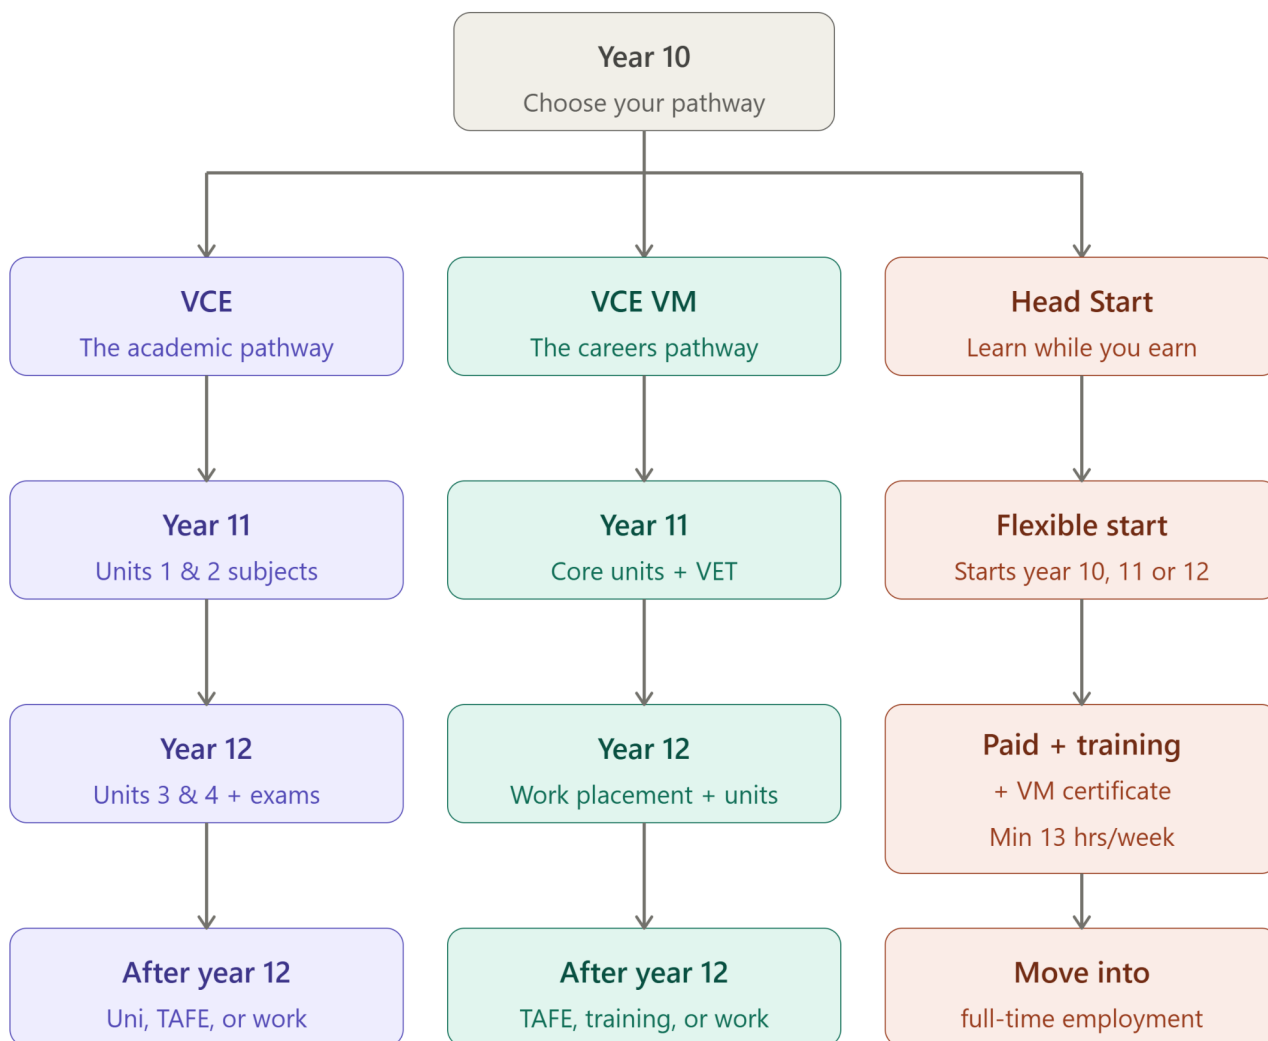 Year 10
Choose your pathway
VCE
The academic pathway
VCE VM
The careers pathway
Head Start
Learn while you earn
Year 11
Units 1 & 2 subjects
Year 11
Core units + VET
Flexible start
Starts year 10, 11 or 12
Year 12
Units 3 & 4 + exams
Year 12
Work placement + units
Paid + training
+ VM certificate
Min 13 hrs/week
After year 12
Uni, TAFE, or work
After year 12
TAFE, training, or work
Move into
full-time employment